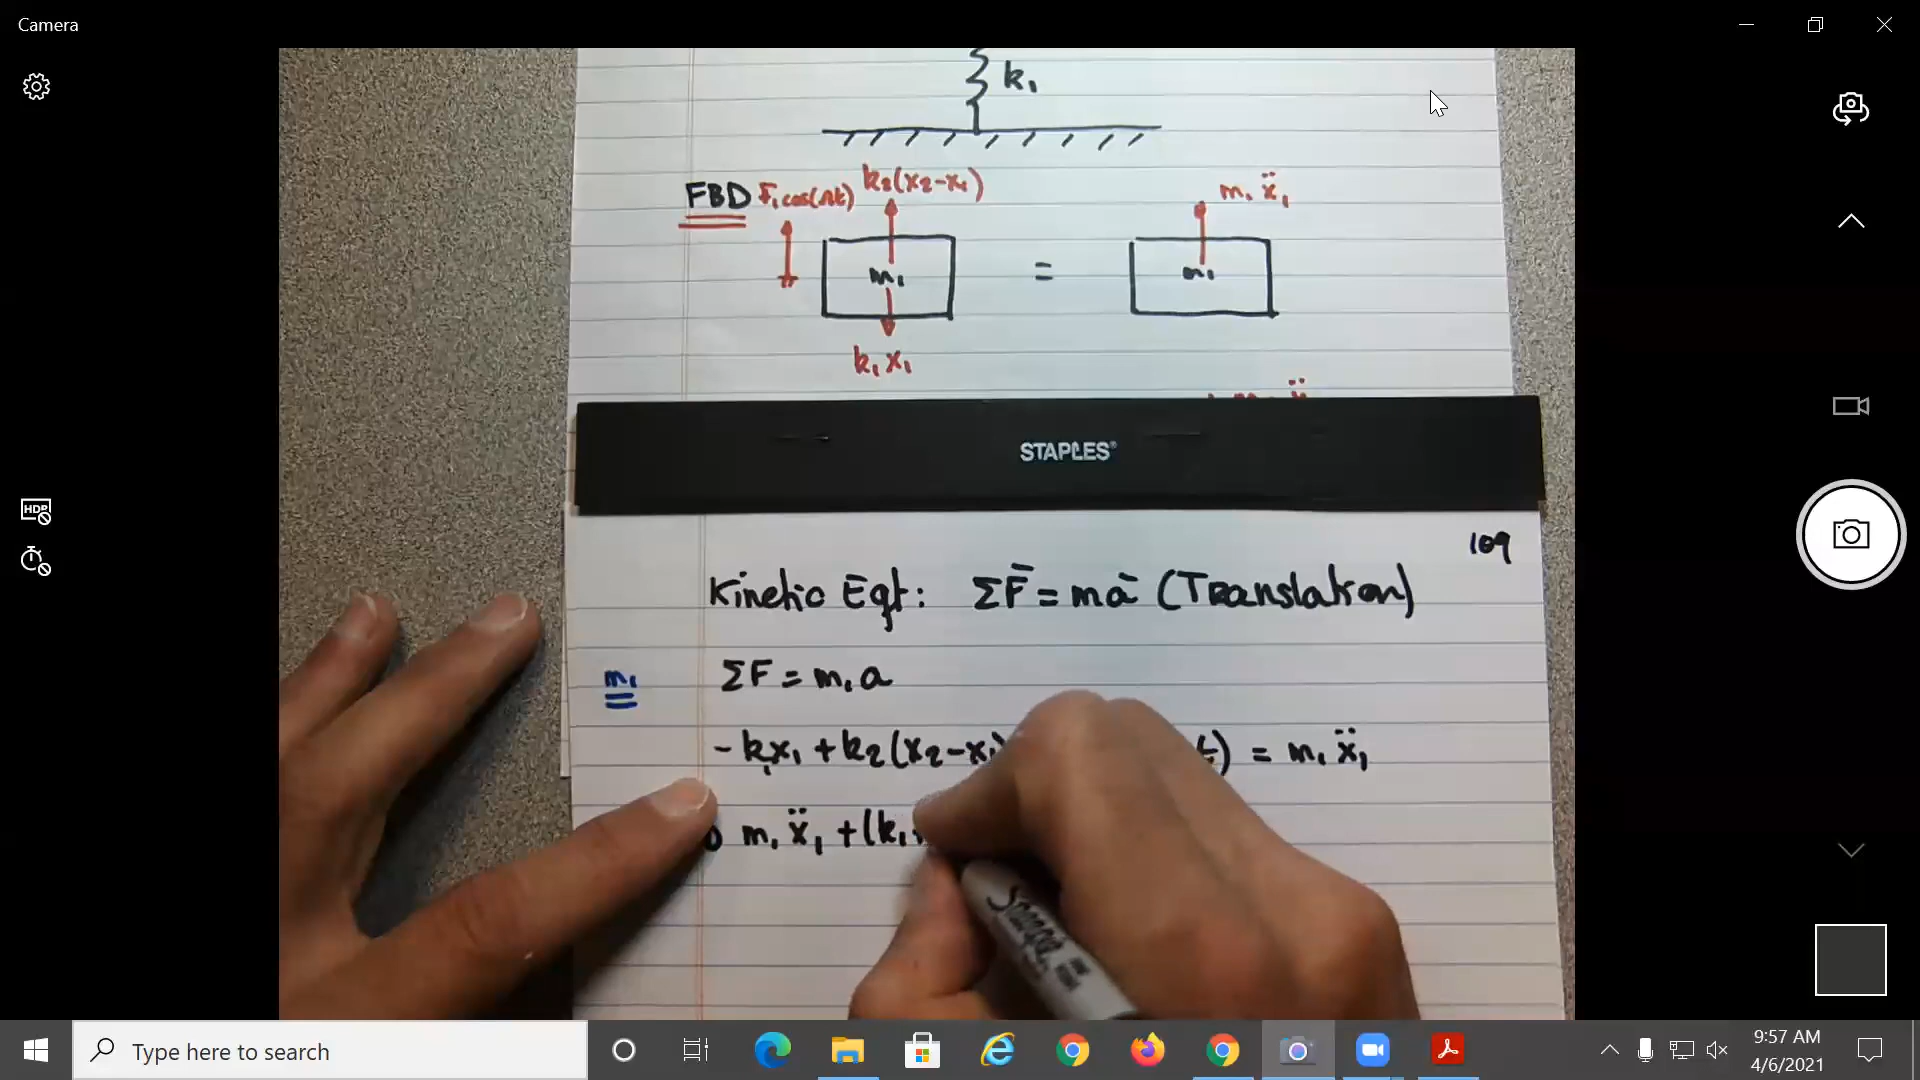 Camera
k₁
FBD F₁cos(Ωt) k₂(x₂-x₁)
m₁ẍ₁
m₁ = m₁
k₁x₁
STAPLES
109
Kinetic Eqt: ΣF̄ = mā (Translation)
m₁ ΣF = m₁a
-k₁x₁ + k₂(x₂-x₁) t) = m₁ẍ₁
m₁ẍ₁ + (k₁+
Sharpie
Type here to search
9:57 AM
4/6/2021
HDR